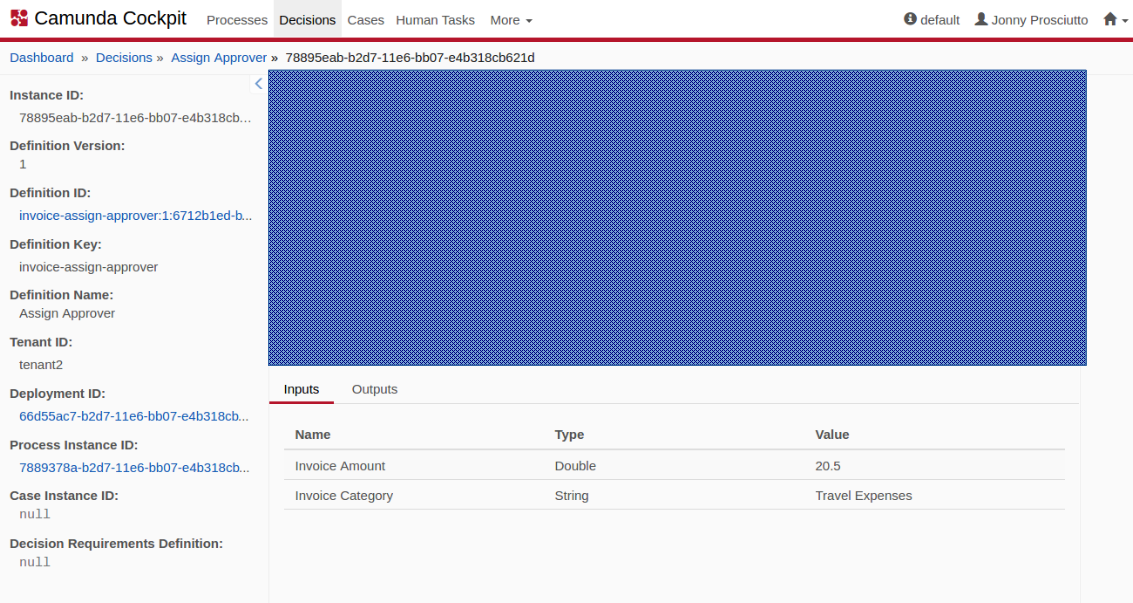 Camunda Cockpit Processes Decisions Cases Human Tasks More default Jonny Prosciutto
Dashboard » Decisions » Assign Approver » 78895eab-b2d7-11e6-bb07-e4b318cb621d
Instance ID:
78895eab-b2d7-11e6-bb07-e4b318cb...
Definition Version:
1
Definition ID:
invoice-assign-approver:1:6712b1ed-b...
Definition Key:
invoice-assign-approver
Definition Name:
Assign Approver
Tenant ID:
tenant2
Deployment ID:
66d55ac7-b2d7-11e6-bb07-e4b318cb...
Process Instance ID:
7889378a-b2d7-11e6-bb07-e4b318cb...
Case Instance ID:
null
Decision Requirements Definition:
null
Inputs Outputs
Name Type Value
Invoice Amount Double 20.5
Invoice Category String Travel Expenses